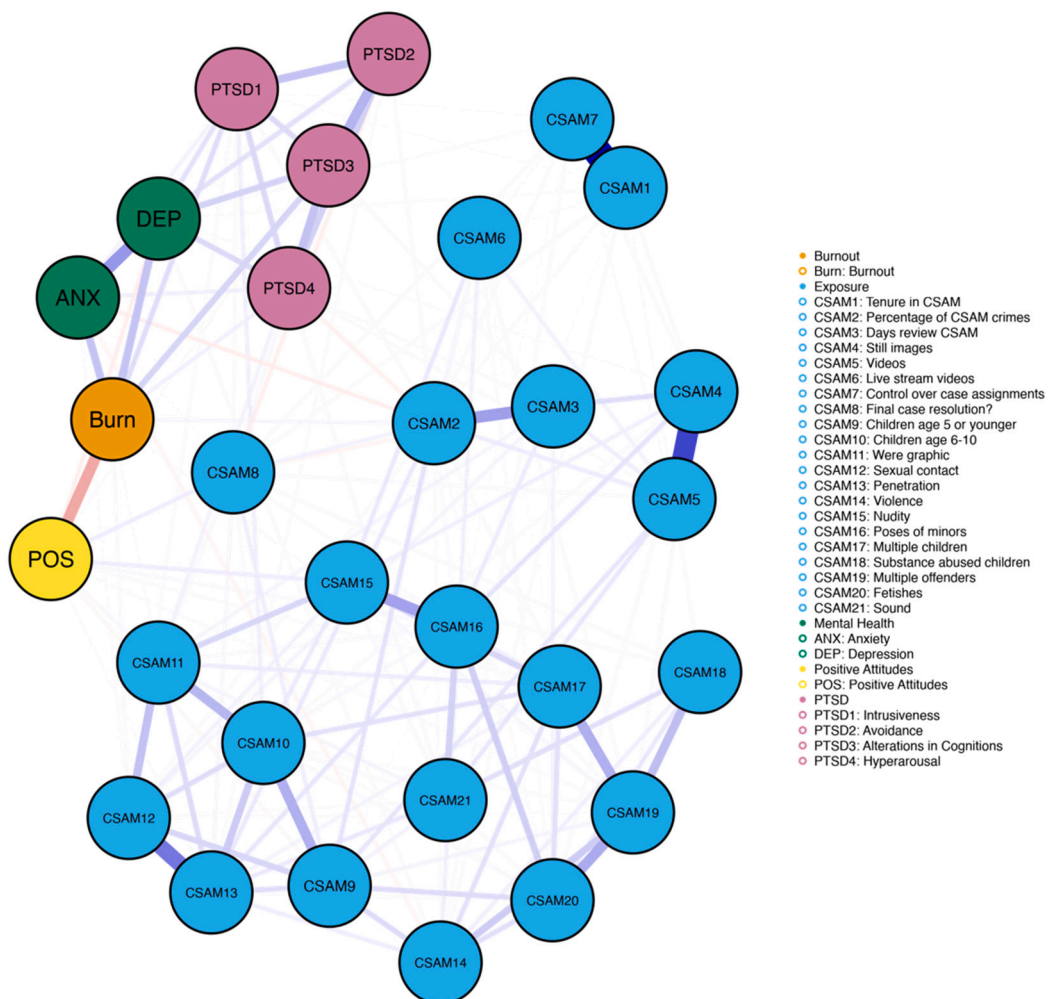 PTSD2
PTSD1
CSAM7
PTSD3
CSAM1
DEP
CSAM6
PTSD4
ANX
CSAM4
CSAM3
Burn
CSAM2
CSAM8
CSAM5
POS
CSAM15
CSAM16
CSAM11
CSAM18
CSAM17
CSAM10
CSAM21
CSAM19
CSAM12
CSAM9
CSAM13
CSAM20
CSAM14
Burnout
Burn: Burnout
Exposure
CSAM1: Tenure in CSAM
CSAM2: Percentage of CSAM crimes
CSAM3: Days review CSAM
CSAM4: Still images
CSAM5: Videos
CSAM6: Live stream videos
CSAM7: Control over case assignments
CSAM8: Final case resolution?
CSAM9: Children age 5 or younger
CSAM10: Children age 6-10
CSAM11: Were graphic
CSAM12: Sexual contact
CSAM13: Penetration
CSAM14: Violence
CSAM15: Nudity
CSAM16: Poses of minors
CSAM17: Multiple children
CSAM18: Substance abused children
CSAM19: Multiple offenders
CSAM20: Fetishes
CSAM21: Sound
Mental Health
ANX: Anxiety
DEP: Depression
Positive Attitudes
POS: Positive Attitudes
PTSD
PTSD1: Intrusiveness
PTSD2: Avoidance
PTSD3: Alterations in Cognitions
PTSD4: Hyperarousal